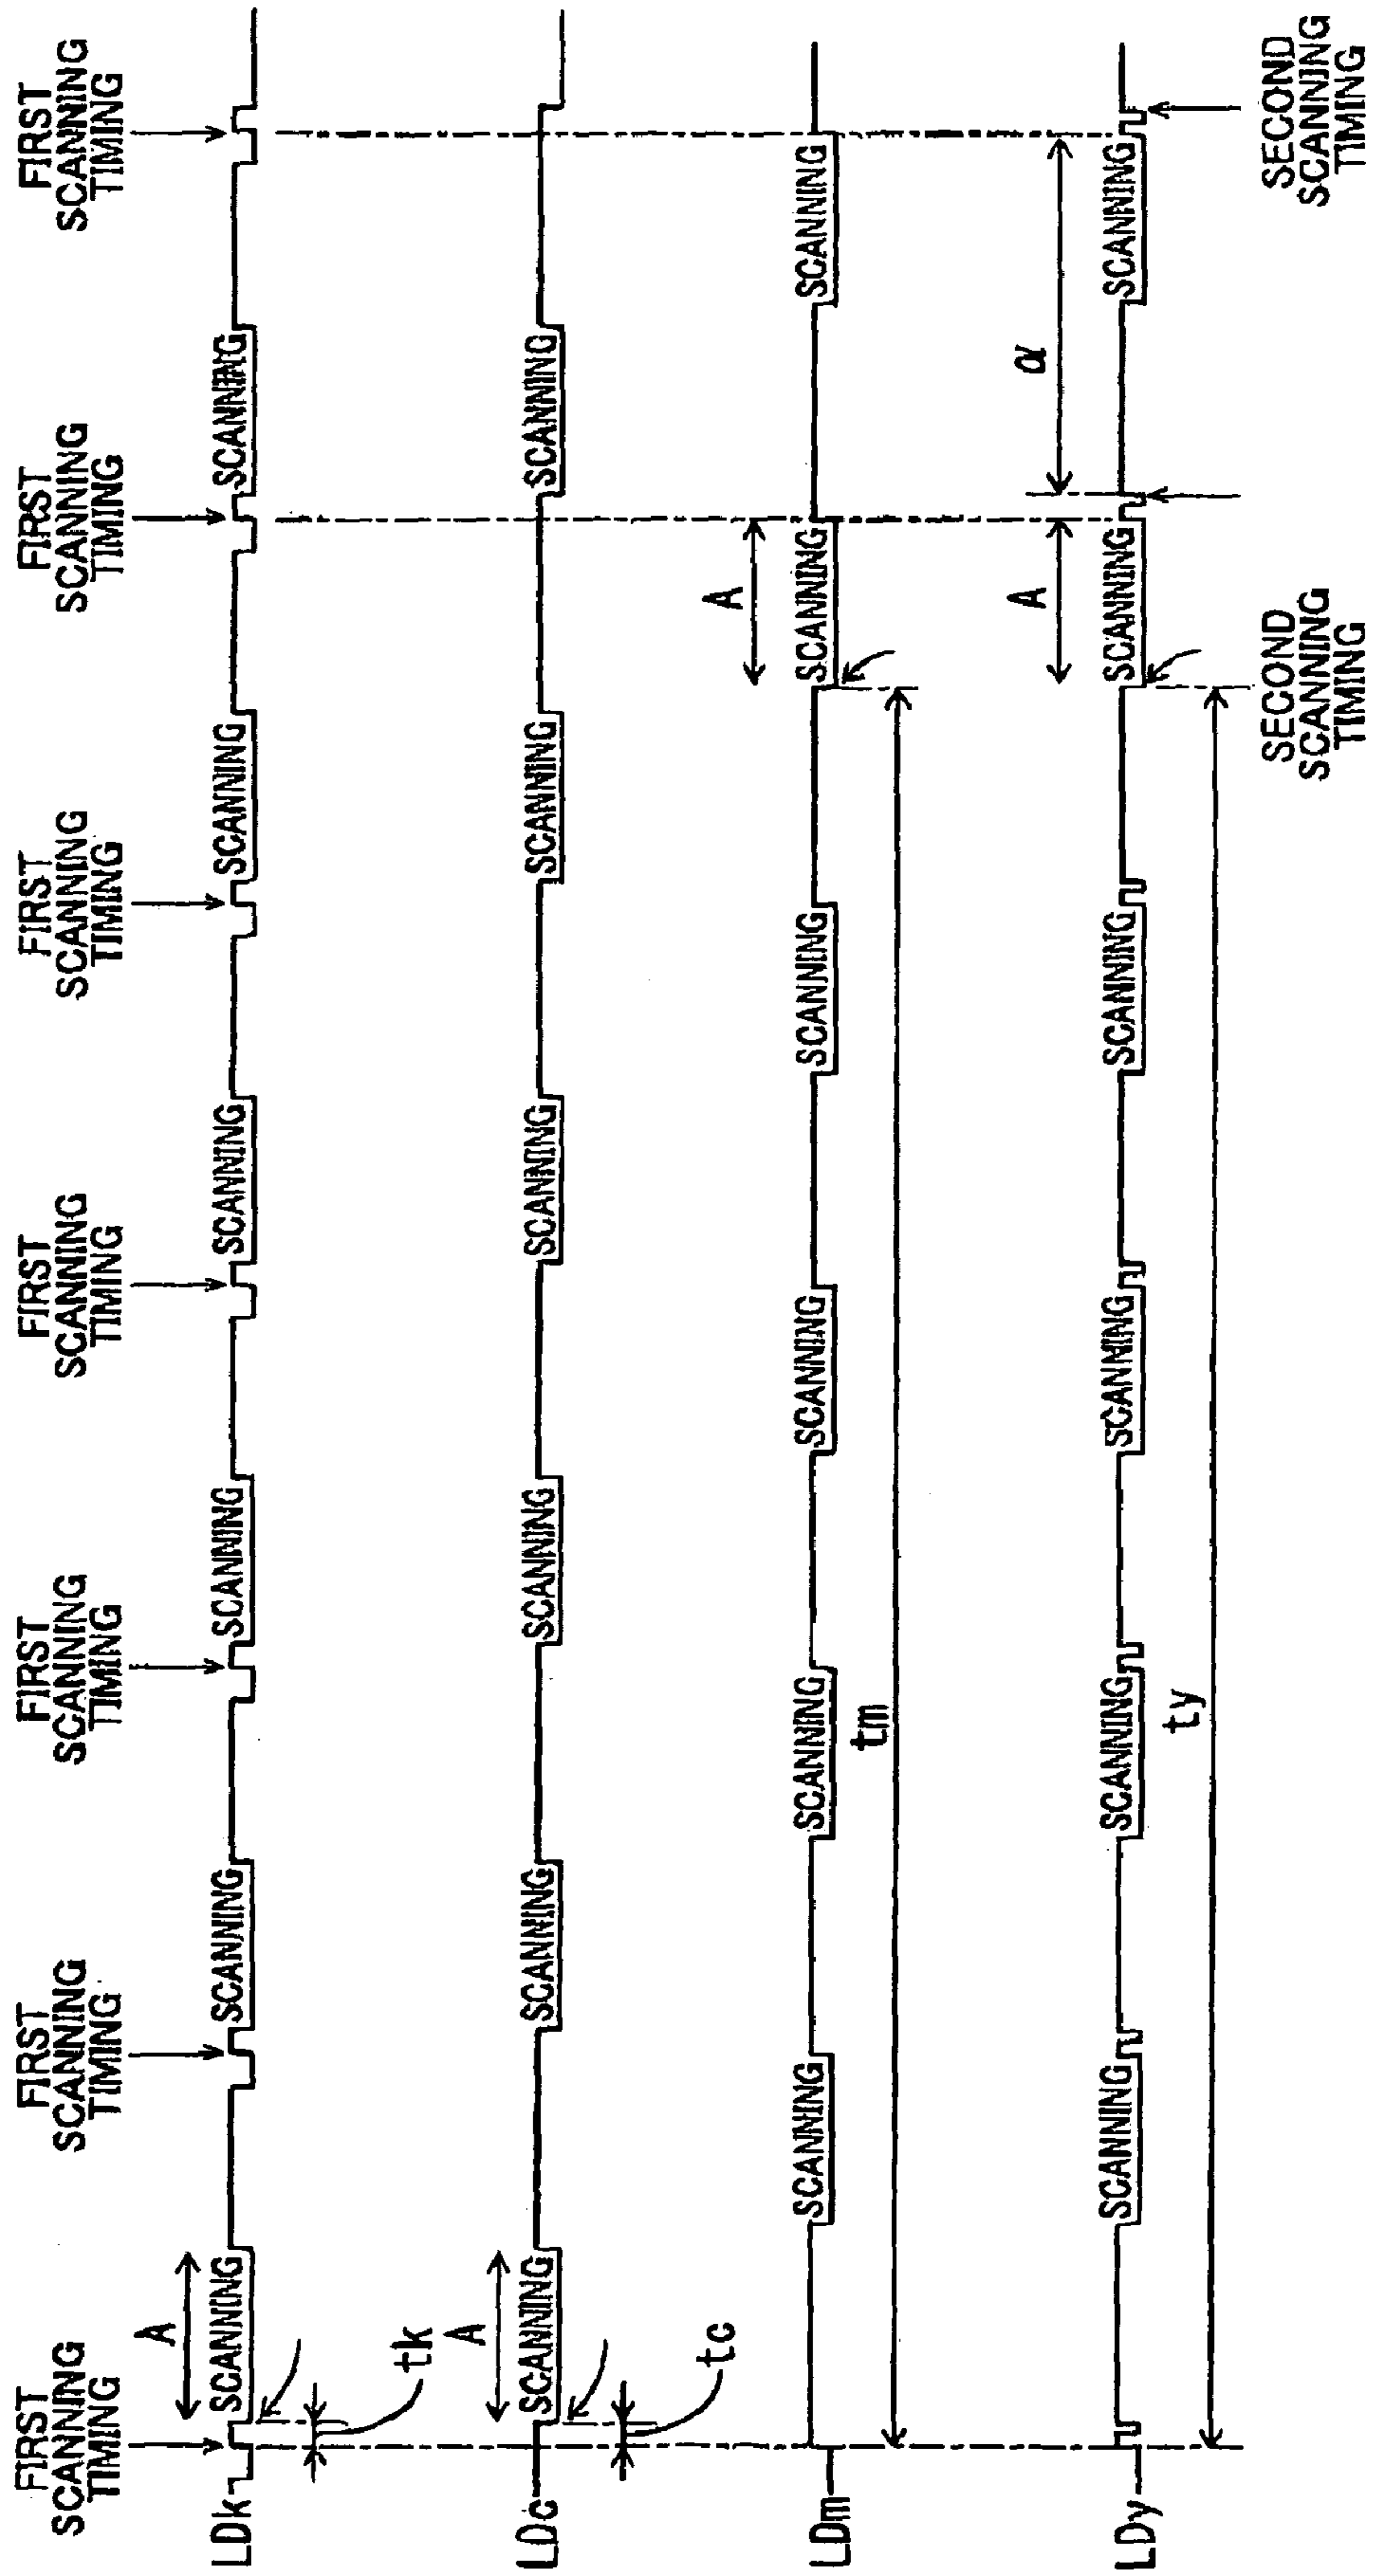 FIRST SCANNING TIMING
FIRST SCANNING TIMING
FIRST SCANNING TIMING
FIRST SCANNING TIMING
FIRST SCANNING TIMING
FIRST SCANNING TIMING
FIRST SCANNING TIMING
A
LDk SCANNING SCANNING SCANNING SCANNING SCANNING SCANNING
tk
A
LDc SCANNING SCANNING SCANNING SCANNING SCANNING SCANNING
tc
A
LDm SCANNING SCANNING SCANNING SCANNING SCANNING SCANNING
tm
A
α
LDy SCANNING SCANNING SCANNING SCANNING SCANNING SCANNING
ty
SECOND SCANNING TIMING
SECOND SCANNING TIMING